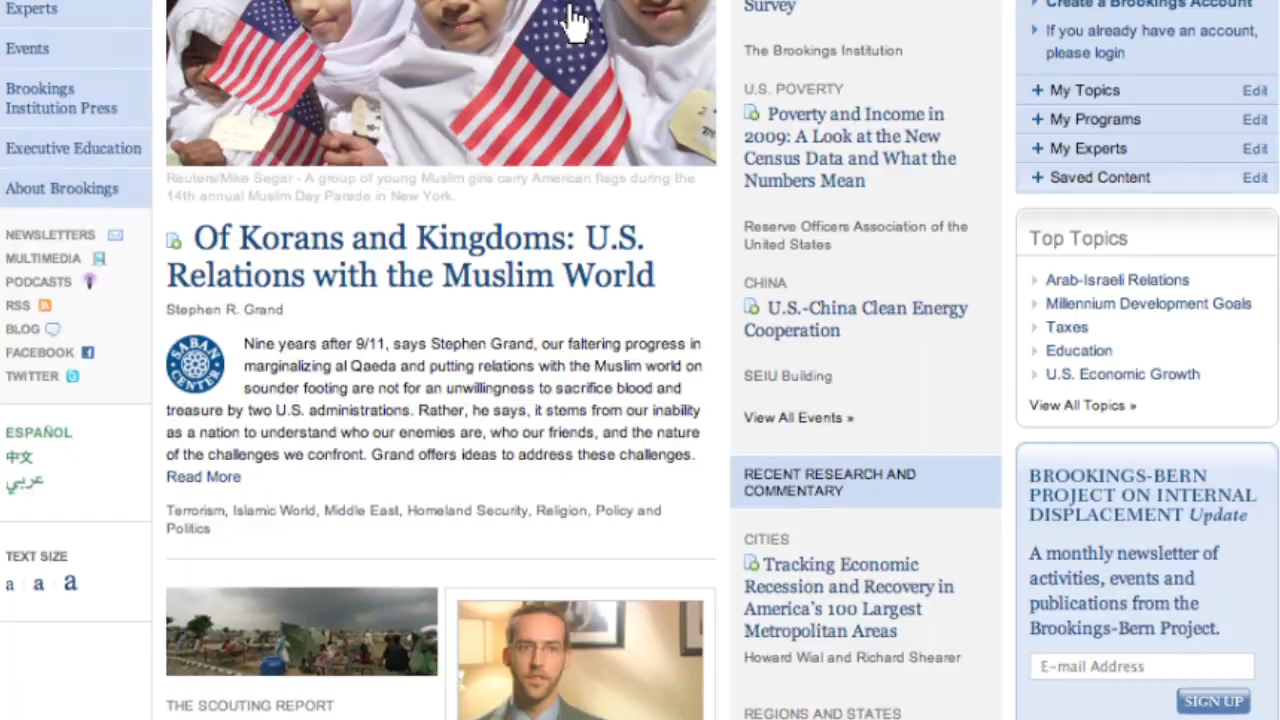 Experts
Events
Brookings
Institution Press
Executive Education
About Brookings
NEWSLETTERS
MULTIMEDIA
PODCASTS
RSS
BLOG
FACEBOOK
TWITTER
ESPAÑOL
中文
عربي
TEXT SIZE
a a a
Reuters/Mike Segar - A group of young Muslim girls carry American flags during the
14th annual Muslim Day Parade in New York.
Of Korans and Kingdoms: U.S.
Relations with the Muslim World
Stephen R. Grand
SABAN
CENTER
Nine years after 9/11, says Stephen Grand, our faltering progress in
marginalizing al Qaeda and putting relations with the Muslim world on
sounder footing are not for an unwillingness to sacrifice blood and
treasure by two U.S. administrations. Rather, he says, it stems from our inability
as a nation to understand who our enemies are, who our friends, and the nature
of the challenges we confront. Grand offers ideas to address these challenges.
Read More
Terrorism, Islamic World, Middle East, Homeland Security, Religion, Policy and
Politics
THE SCOUTING REPORT
Survey
The Brookings Institution
U.S. POVERTY
Poverty and Income in
2009: A Look at the New
Census Data and What the
Numbers Mean
Reserve Officers Association of the
United States
CHINA
U.S.-China Clean Energy
Cooperation
SEIU Building
View All Events »
RECENT RESEARCH AND
COMMENTARY
CITIES
Tracking Economic
Recession and Recovery in
America's 100 Largest
Metropolitan Areas
Howard Wial and Richard Shearer
REGIONS AND STATES
Create a Brookings Account
If you already have an account,
please login
+ My Topics Edit
+ My Programs Edit
+ My Experts Edit
+ Saved Content Edit
Top Topics
Arab-Israeli Relations
Millennium Development Goals
Taxes
Education
U.S. Economic Growth
View All Topics »
BROOKINGS-BERN
PROJECT ON INTERNAL
DISPLACEMENT Update
A monthly newsletter of
activities, events and
publications from the
Brookings-Bern Project.
E-mail Address
SIGN UP